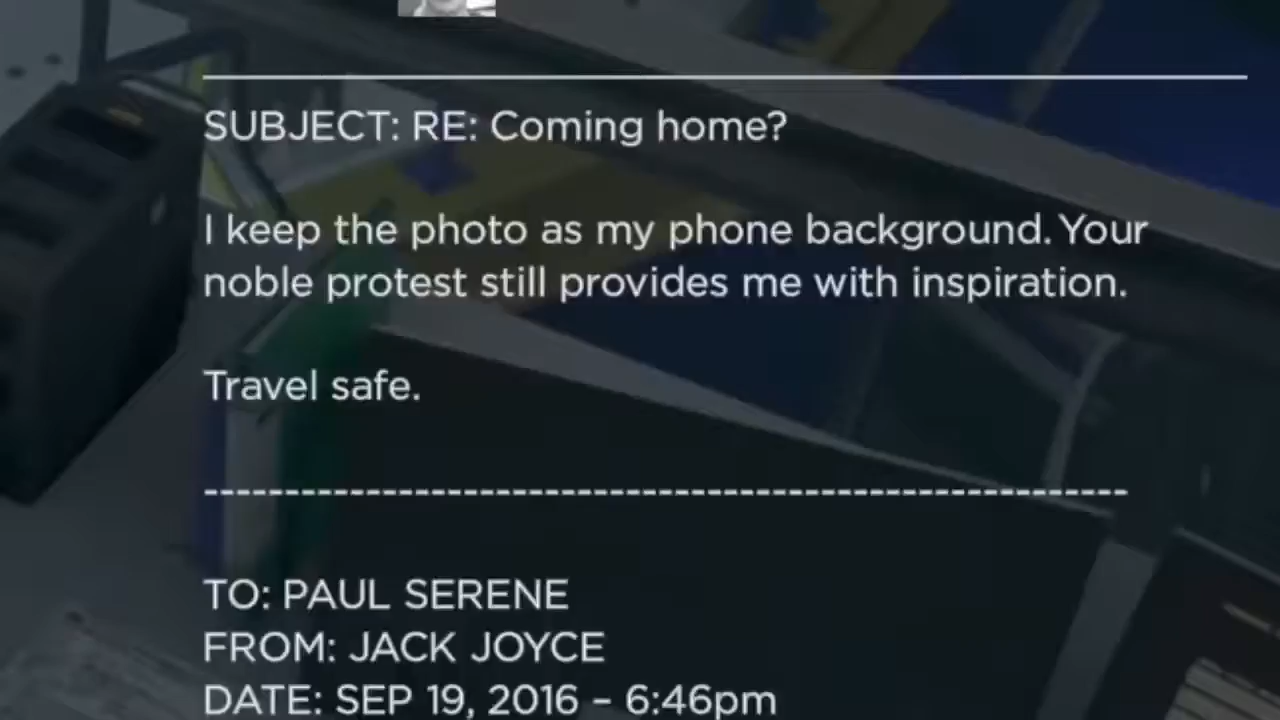 SUBJECT: RE: Coming home?
I keep the photo as my phone background. Your
noble protest still provides me with inspiration.
Travel safe.
---------------------------------------------------------
TO: PAUL SERENE
FROM: JACK JOYCE
DATE: SEP 19, 2016 – 6:46pm